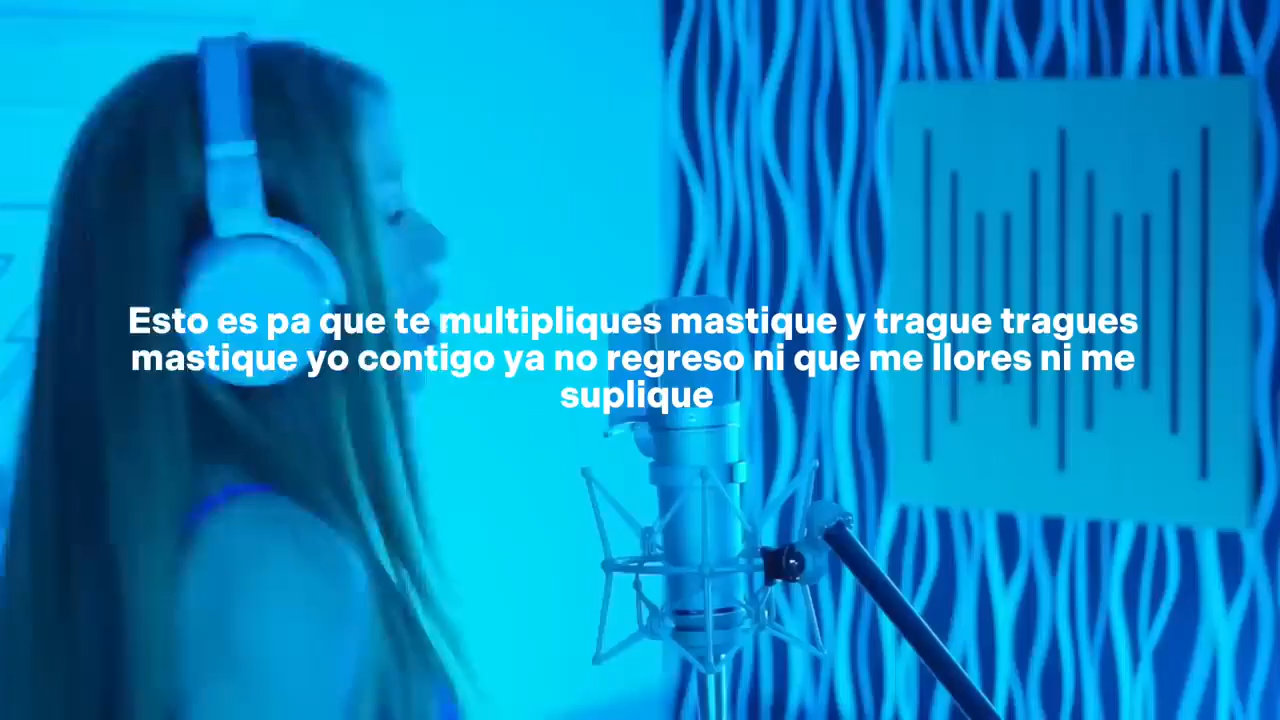 Esto es pa que te multipliques mastique y trague tragues
mastique yo contigo ya no regreso ni que me llores ni me
suplique